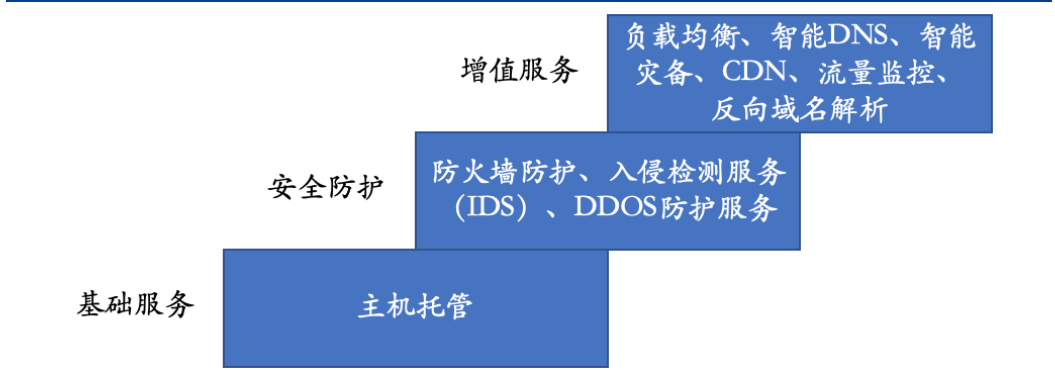 增值服务
负载均衡、智能DNS、智能
灾备、CDN、流量监控、
反向域名解析
安全防护
防火墙防护、入侵检测服务
（IDS）、DDOS防护服务
基础服务
主机托管